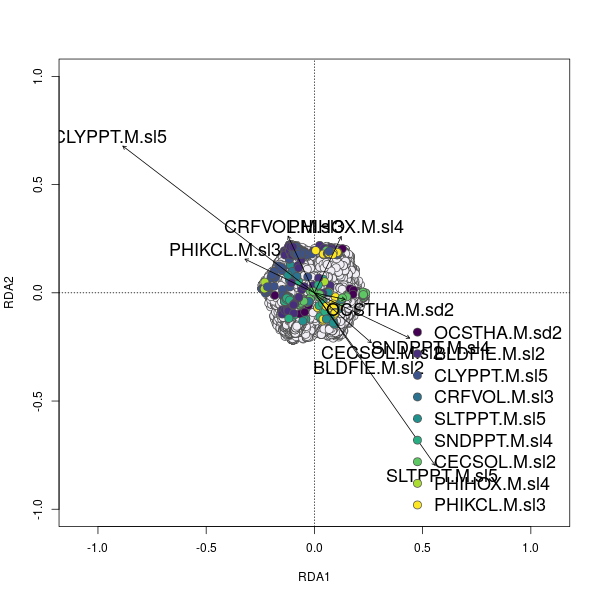 1.0
0.5
0.0
-0.5
-1.0
RDA2
CLYPPT.M.sl5
CRFVOL.M.sl3
PHIHOX.M.sl4
PHIKCL.M.sl3
OCSTHA.M.sd2
SNDPPT.M.sl4
CECSOL.M.sl2
BLDFIE.M.sl2
SLTPPT.M.sl5
OCSTHA.M.sd2
BLDFIE.M.sl2
CLYPPT.M.sl5
CRFVOL.M.sl3
SLTPPT.M.sl5
SNDPPT.M.sl4
CECSOL.M.sl2
PHIHOX.M.sl4
PHIKCL.M.sl3
-1.0 -0.5 0.0 0.5 1.0
RDA1